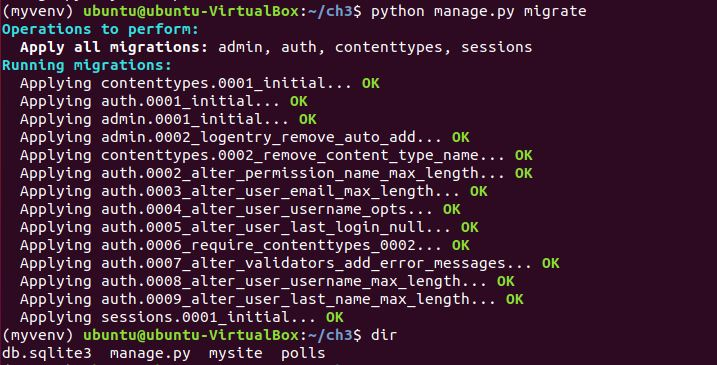 (myvenv) ubuntu@ubuntu-VirtualBox:~/ch3$ python manage.py migrate
Operations to perform:
  Apply all migrations: admin, auth, contenttypes, sessions
Running migrations:
  Applying contenttypes.0001_initial... OK
  Applying auth.0001_initial... OK
  Applying admin.0001_initial... OK
  Applying admin.0002_logentry_remove_auto_add... OK
  Applying contenttypes.0002_remove_content_type_name... OK
  Applying auth.0002_alter_permission_name_max_length... OK
  Applying auth.0003_alter_user_email_max_length... OK
  Applying auth.0004_alter_user_username_opts... OK
  Applying auth.0005_alter_user_last_login_null... OK
  Applying auth.0006_require_contenttypes_0002... OK
  Applying auth.0007_alter_validators_add_error_messages... OK
  Applying auth.0008_alter_user_username_max_length... OK
  Applying auth.0009_alter_user_last_name_max_length... OK
  Applying sessions.0001_initial... OK
(myvenv) ubuntu@ubuntu-VirtualBox:~/ch3$ dir
db.sqlite3  manage.py  mysite  polls